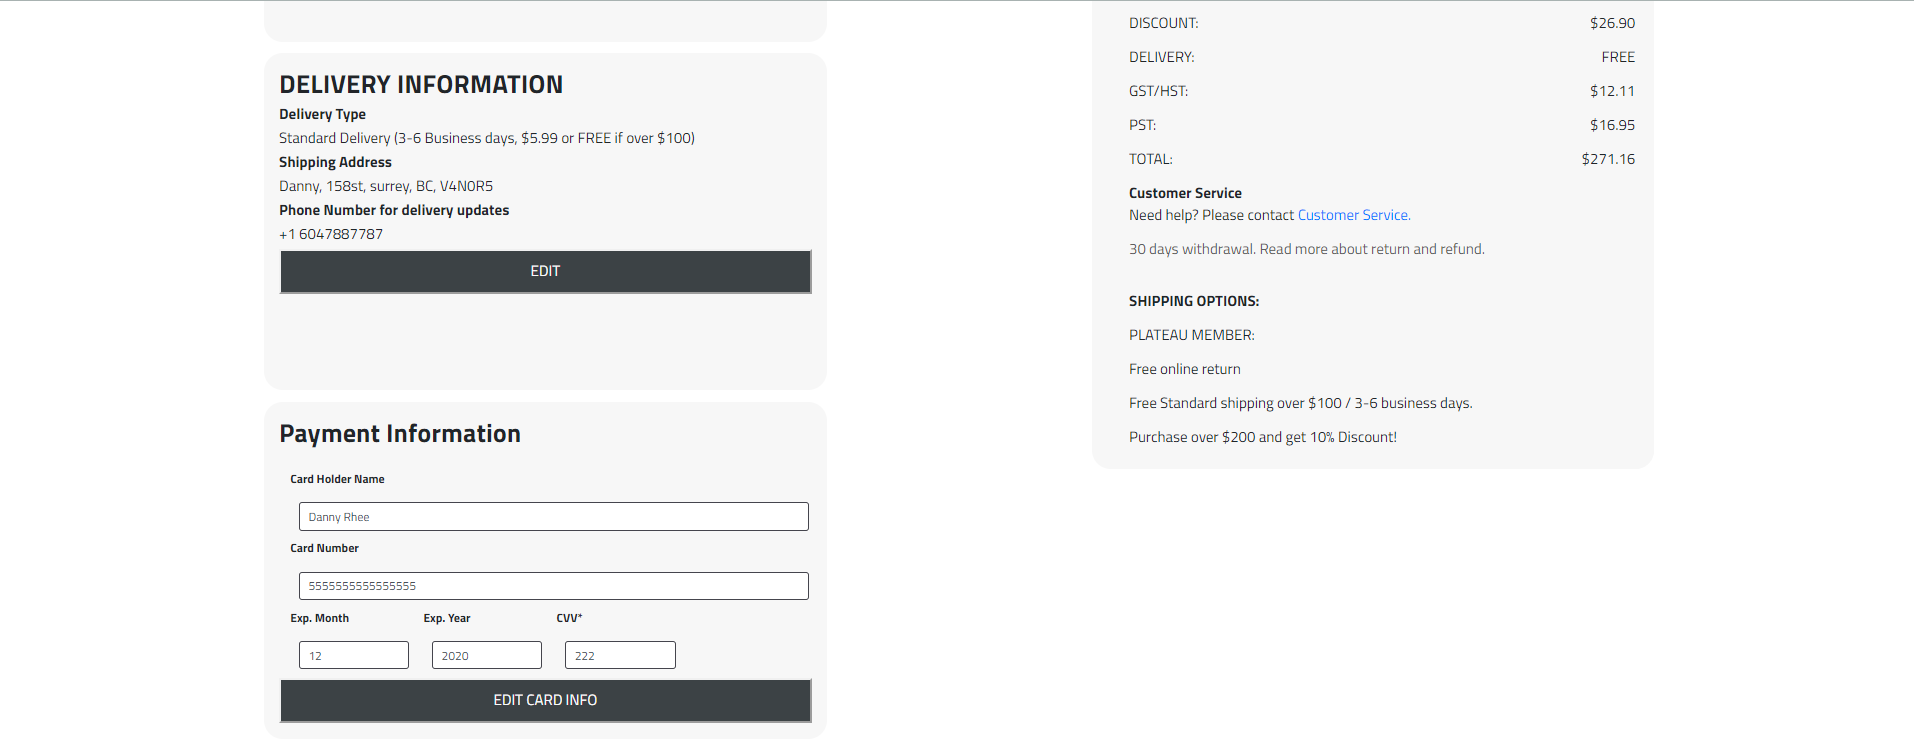 DELIVERY INFORMATION
Delivery Type
Standard Delivery (3-6 Business days, $5.99 or FREE if over $100)
Shipping Address
Danny, 158st, surrey, BC, V4N0R5
Phone Number for delivery updates
+1 6047887787
EDIT
Payment Information
Card Holder Name
Danny Rhee
Card Number
5555555555555555
Exp. Month Exp. Year CVV*
12 2020 222
EDIT CARD INFO
DISCOUNT: $26.90
DELIVERY: FREE
GST/HST: $12.11
PST: $16.95
TOTAL: $271.16
Customer Service
Need help? Please contact Customer Service.
30 days withdrawal. Read more about return and refund.
SHIPPING OPTIONS:
PLATEAU MEMBER:
Free online return
Free Standard shipping over $100 / 3-6 business days.
Purchase over $200 and get 10% Discount!